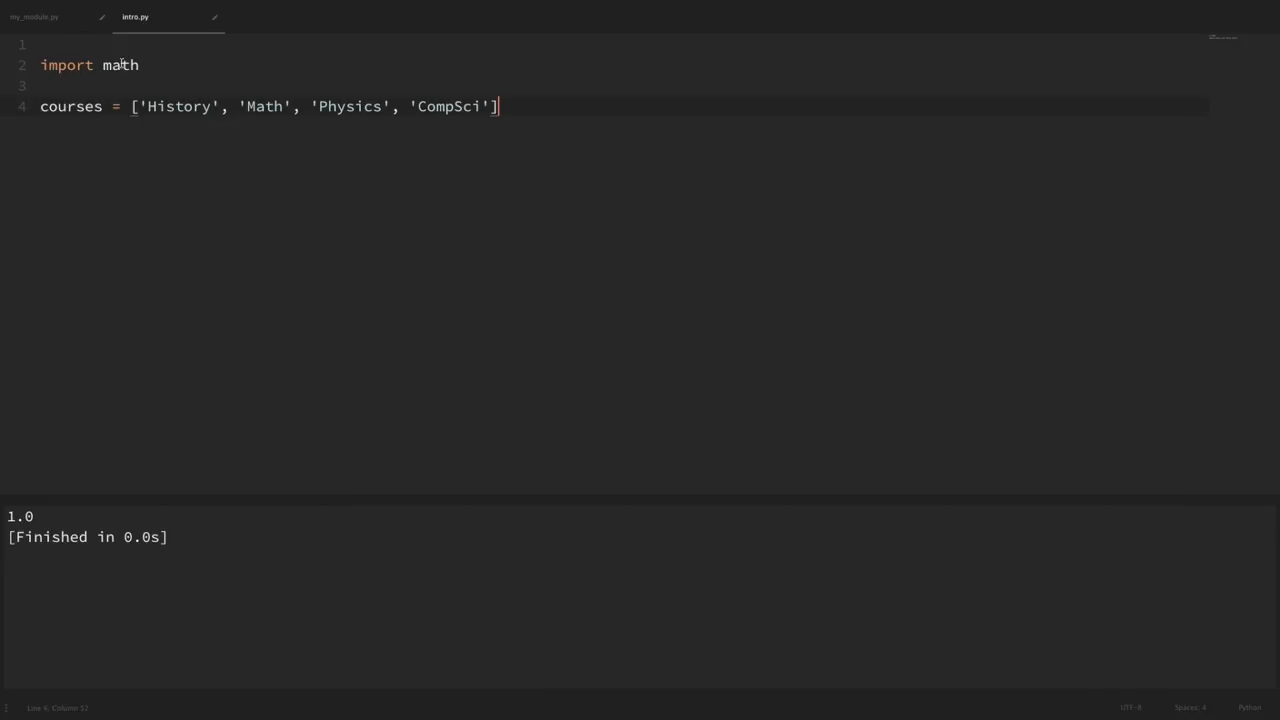 my_module.py
intro.py
1
2 import math
3
4 courses = ['History', 'Math', 'Physics', 'CompSci']
1.0
[Finished in 0.0s]
Line 4, Column 52
UTF-8
Spaces: 4
Python